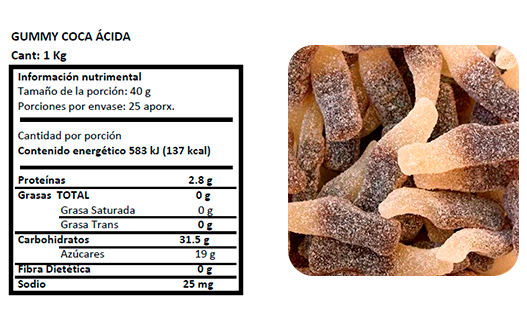 GUMMY COCA ÁCIDA
Cant: 1 Kg
Información nutrimental
Tamaño de la porción: 40 g
Porciones por envase: 25 aporx.
Cantidad por porción
Contenido energético 583 kJ (137 kcal)
Proteínas 2.8 g
Grasas TOTAL 0 g
Grasa Saturada 0 g
Grasa Trans 0 g
Carbohidratos 31.5 g
Azúcares 19 g
Fibra Dietética 0 g
Sodio 25 mg